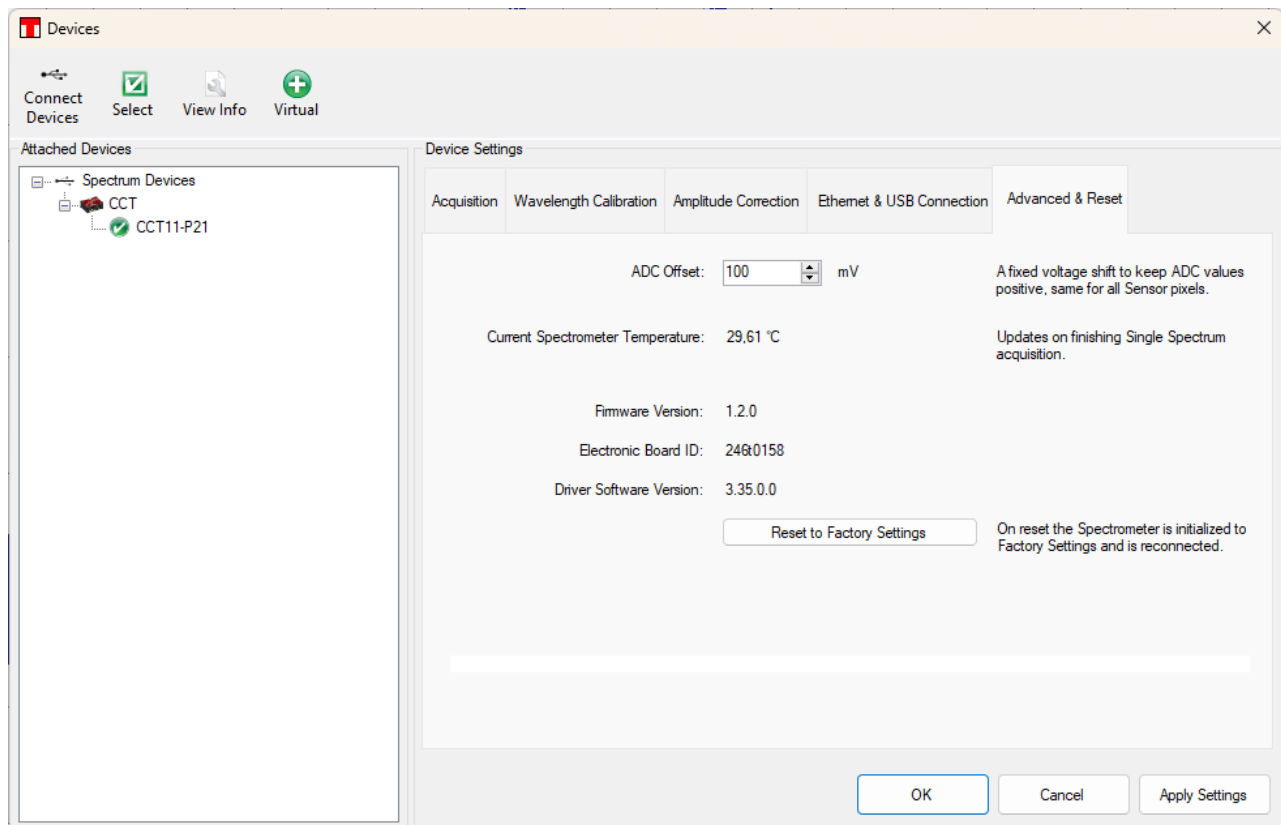 Devices
Connect
Devices
Select
View Info
Virtual
Attached Devices
Spectrum Devices
CCT
CCT11-P21
Device Settings
Acquisition
Wavelength Calibration
Amplitude Correction
Ethernet & USB Connection
Advanced & Reset
ADC Offset: 100 mV
A fixed voltage shift to keep ADC values
positive, same for all Sensor pixels.
Current Spectrometer Temperature: 29,61 °C
Updates on finishing Single Spectrum
acquisition.
Firmware Version: 1.2.0
Electronic Board ID:
Driver Software Version: 3.35.0.0
Reset to Factory Settings
On reset the Spectrometer is initialized to
Factory Settings and is reconnected.
OK
Cancel
Apply Settings